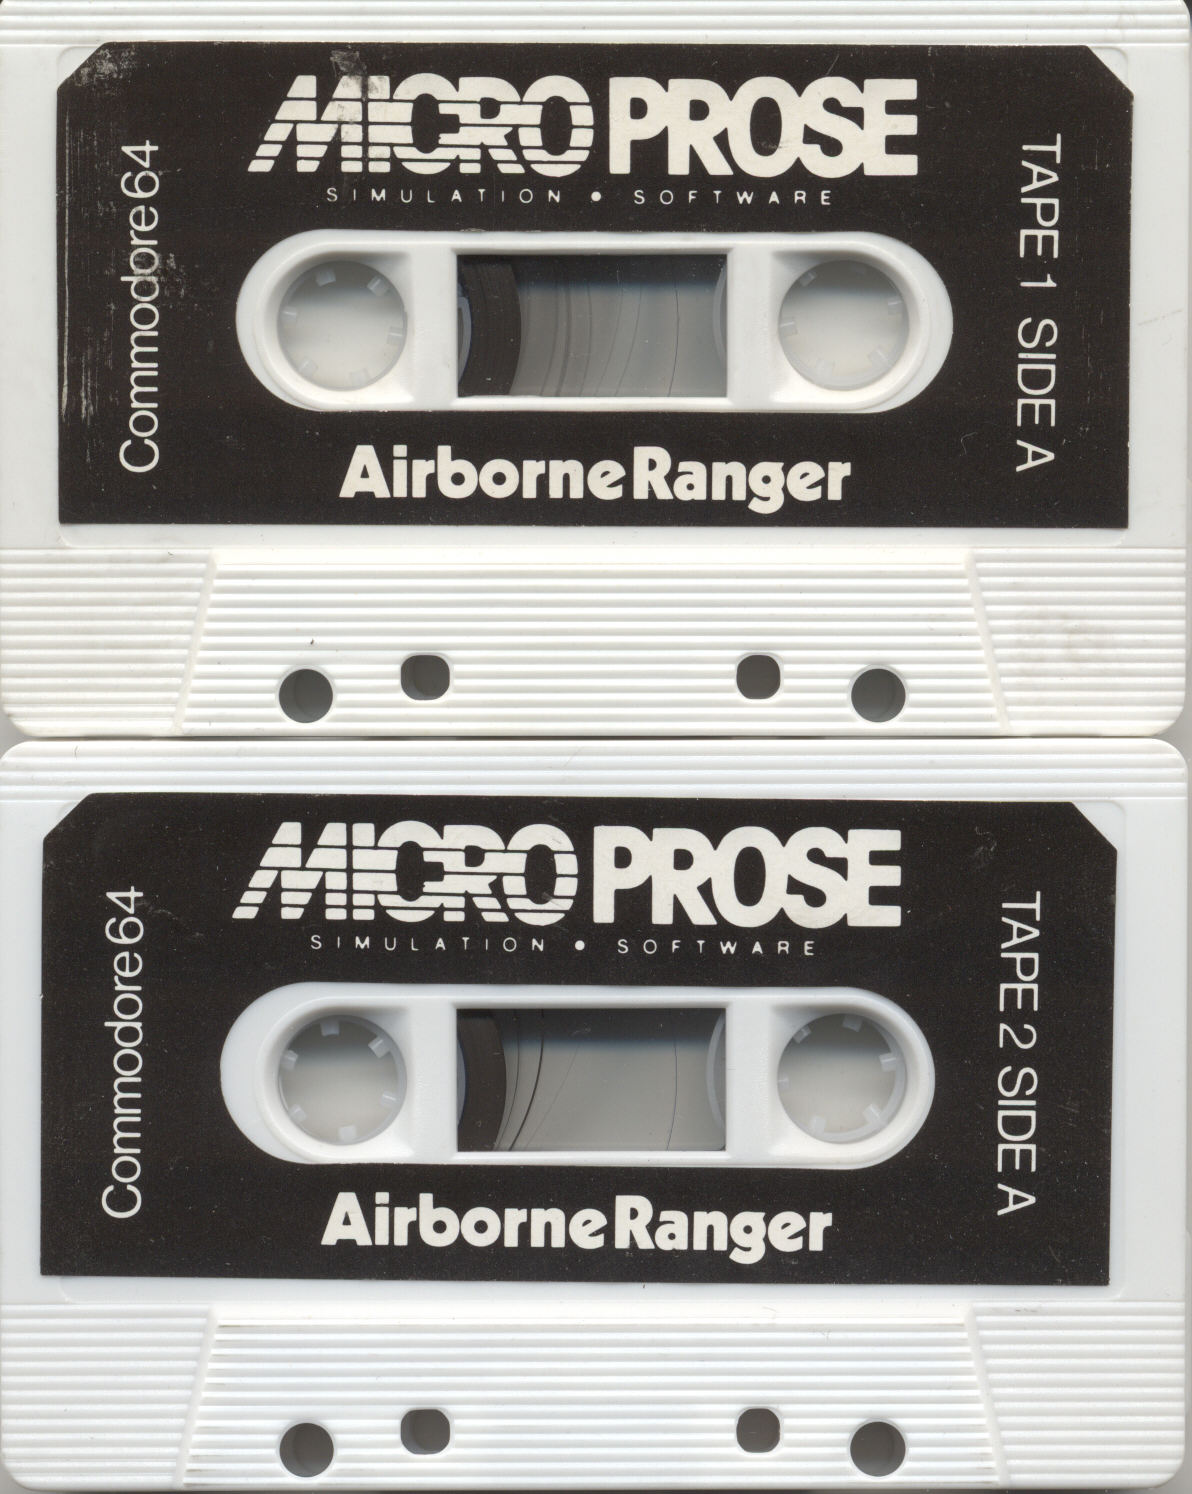 MICRO PROSE
SIMULATION • SOFTWARE
Commodore 64
TAPE 1 SIDE A
Airborne Ranger
MICRO PROSE
SIMULATION • SOFTWARE
Commodore 64
TAPE 2 SIDE A
Airborne Ranger